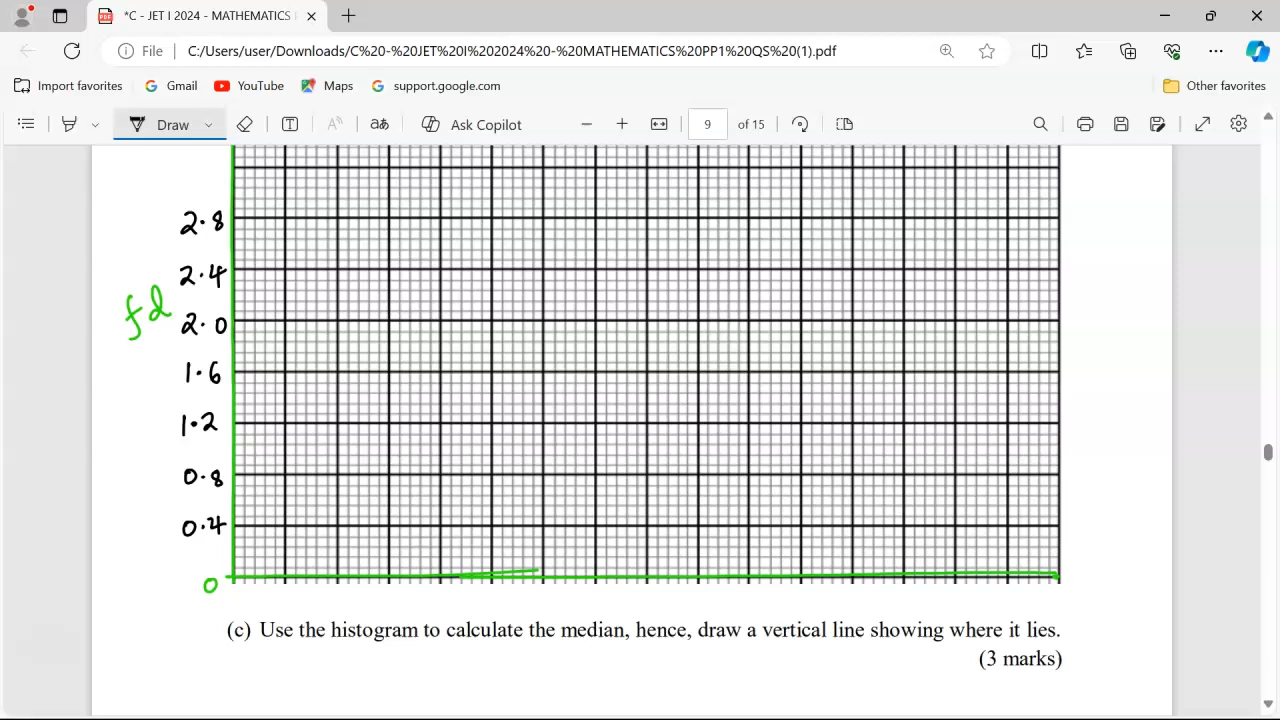 *C - JET I 2024 - MATHEMATICS
File
C:/Users/user/Downloads/C%20-%20JET%20I%202024%20-%20MATHEMATICS%20PP1%20QS%20(1).pdf
Import favorites
Gmail
YouTube
Maps
support.google.com
Other favorites
Draw
Ask Copilot
9 of 15
2.8
2.4
fd
2.0
1.6
1.2
0.8
0.4
0
(c) Use the histogram to calculate the median, hence, draw a vertical line showing where it lies.
(3 marks)